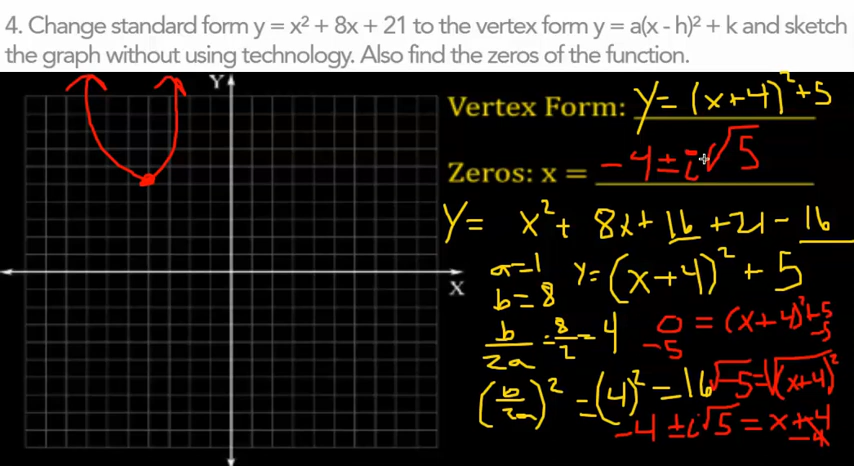 4. Change standard form y = x² + 8x + 21 to the vertex form y = a(x - h)² + k and sketch
the graph without using technology. Also find the zeros of the function.
Y
X
Vertex Form: y = (x+4)² + 5
Zeros: x = -4 ± i√5
y = x² + 8x + 16 + 21 - 16
a = 1
b = 8
y = (x+4)² + 5
b/2a = 8/2 = 4
(b/2a)² = (4)² = 16
0 = (x+4)² + 5
-5 -5
√-5 = √(x+4)²
-4 ± i√5 = x + 4
-4